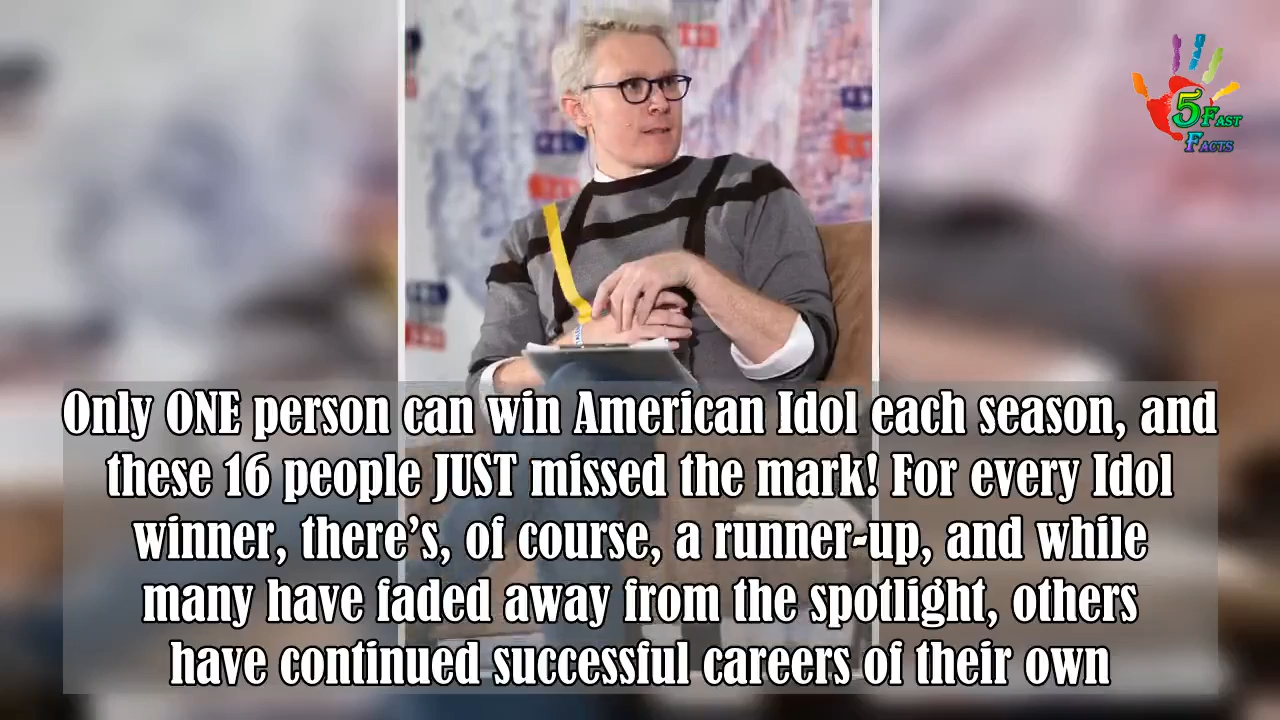 5 FAST
FACTS
Only ONE person can win American Idol each season, and
these 16 people JUST missed the mark! For every Idol
winner, there's, of course, a runner-up, and while
many have faded away from the spotlight, others
have continued successful careers of their own